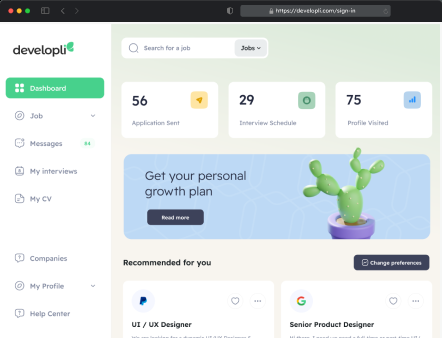 https://developli.com/sign-in
developli
Search for a job
Jobs
56
Application Sent
29
Interview Schedule
75
Profile Visited
Dashboard
Job
Messages
84
My interviews
My CV
Companies
My Profile
Help Center
Get your personal
growth plan
Read more
Recommended for you
Change preferences
UI / UX Designer
Senior Product Designer